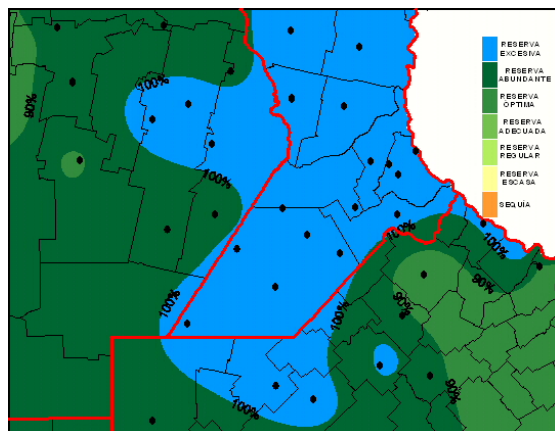 RESERVA
EXCESIVA
RESERVA
ABUNDANTE
RESERVA
OPTIMA
RESERVA
ADECUADA
RESERVA
REGULAR
RESERVA
ESCASA
SEQUIA
100%
90%
100%
100%
100%
90%
100%
100%
90%
90%
100%